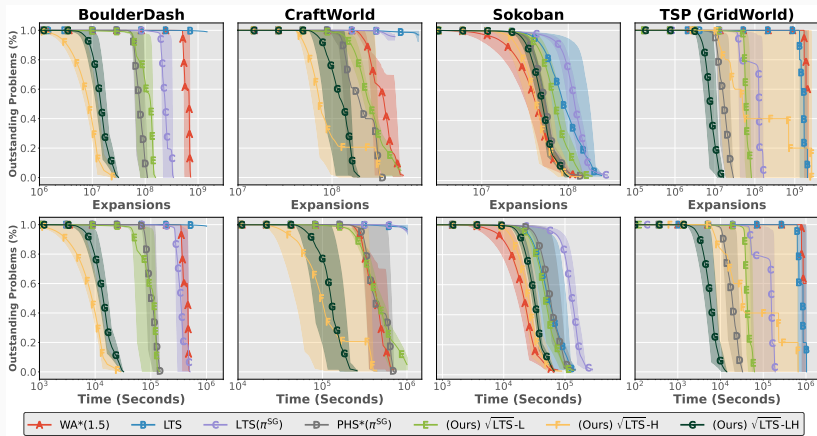 BoulderDash CraftWorld Sokoban TSP (GridWorld)
Outstanding Problems (%)
1.0
0.8
0.6
0.4
0.2
0.0
10^6 10^7 10^8 10^9 10^8 10^7 10^8 10^5 10^6 10^7 10^8 10^9
Expansions Expansions Expansions Expansions
Outstanding Problems (%)
1.0
0.8
0.6
0.4
0.2
0.0
10^3 10^4 10^5 10^6 10^4 10^5 10^6 10^3 10^4 10^5 10^2 10^3 10^4 10^5 10^6
Time (Seconds) Time (Seconds) Time (Seconds) Time (Seconds)
A WA*(1.5) B LTS C LTS(π^SG) D PHS*(π^SG) E (Ours) √LTS-L F (Ours) √LTS-H G (Ours) √LTS-LH